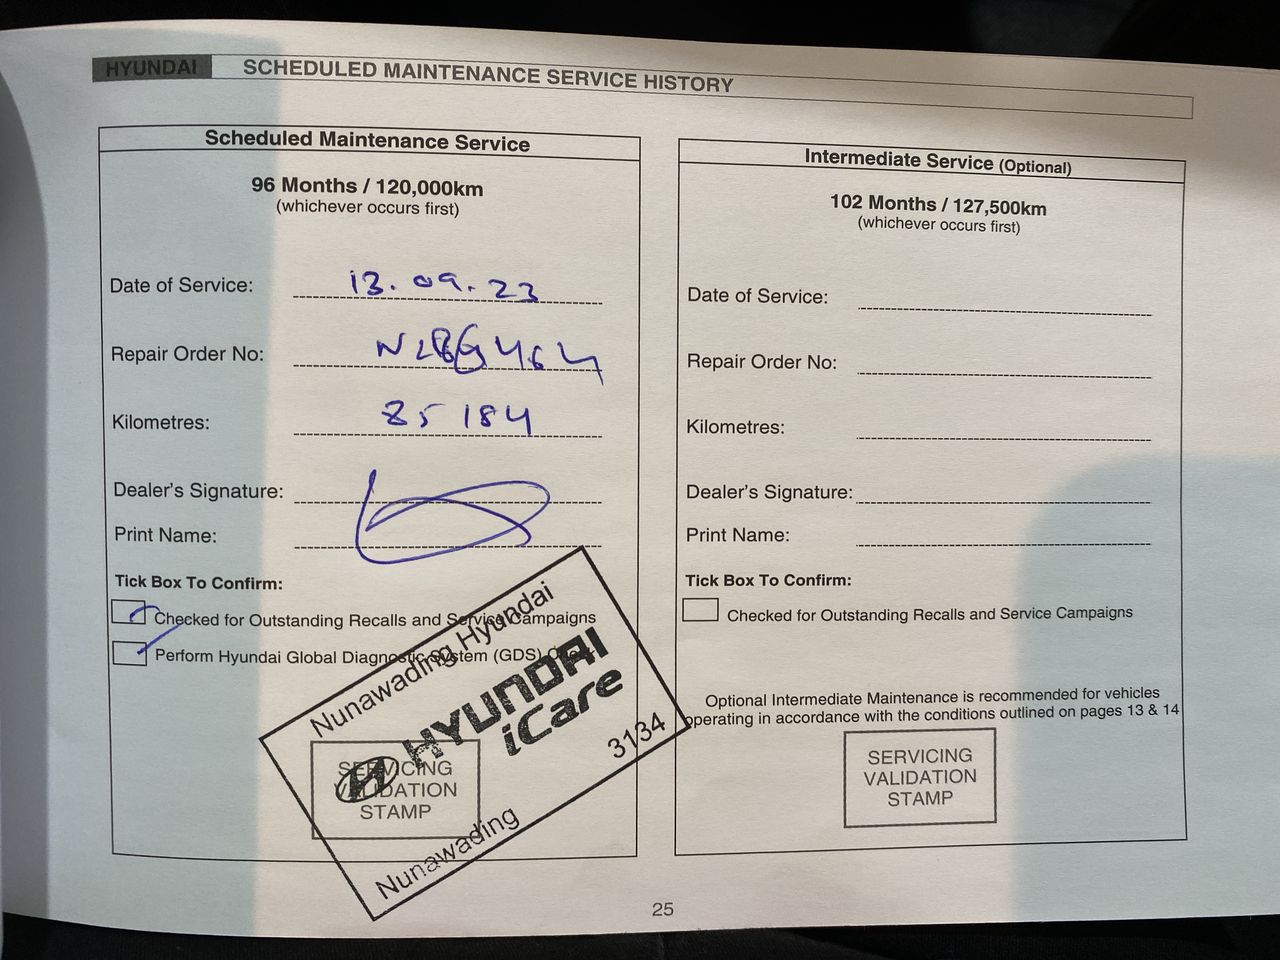 HYUNDAI SCHEDULED MAINTENANCE SERVICE HISTORY
Scheduled Maintenance Service
96 Months / 120,000km
(whichever occurs first)
Date of Service: 13.09.23
Repair Order No:
Kilometres: 85184
Dealer's Signature:
Print Name:
Tick Box To Confirm:
Checked for Outstanding Recalls and Service Campaigns
Perform Hyundai Global Diagnostic System (GDS)
Nunawading Hyundai
HYUNDAI
iCare
3134
Nunawading
SERVICING
VALIDATION
STAMP
Intermediate Service (Optional)
102 Months / 127,500km
(whichever occurs first)
Date of Service:
Repair Order No:
Kilometres:
Dealer's Signature:
Print Name:
Tick Box To Confirm:
Checked for Outstanding Recalls and Service Campaigns
Optional Intermediate Maintenance is recommended for vehicles
operating in accordance with the conditions outlined on pages 13 & 14
SERVICING
VALIDATION
STAMP
25